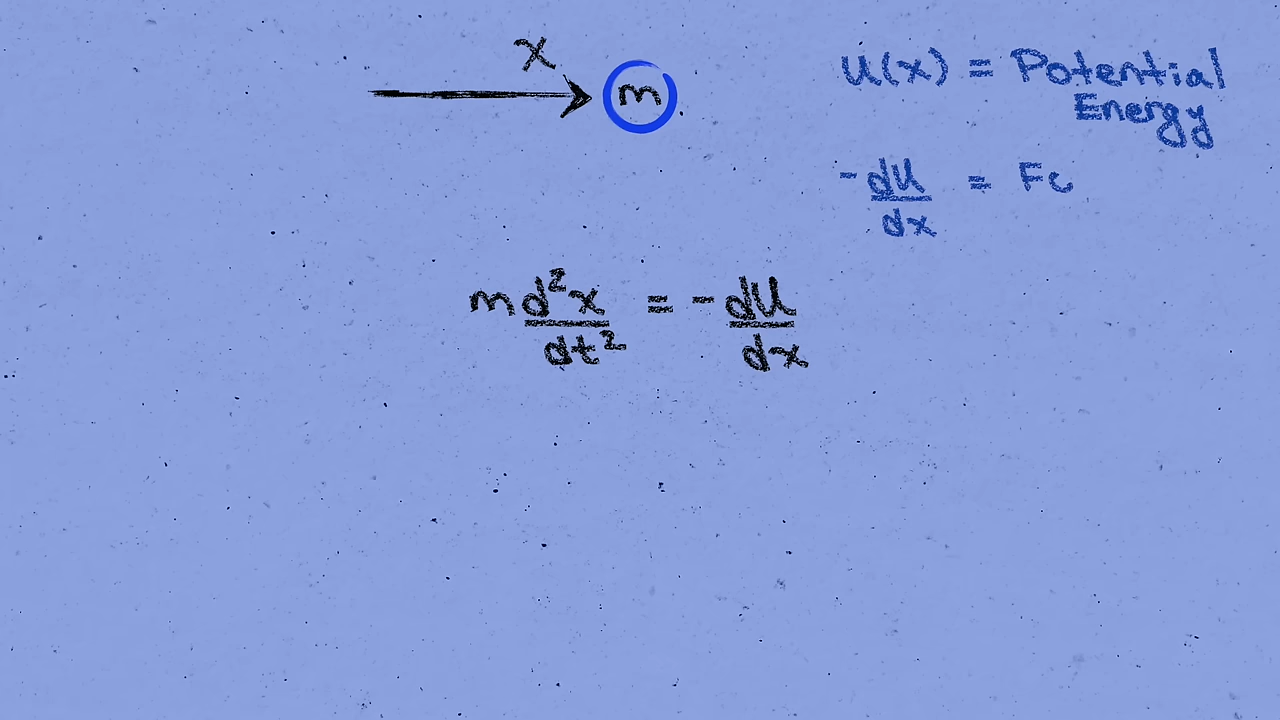 x
m
U(x) = Potential
Energy
-dU/dx = Fc
m d²x/dt² = -dU/dx